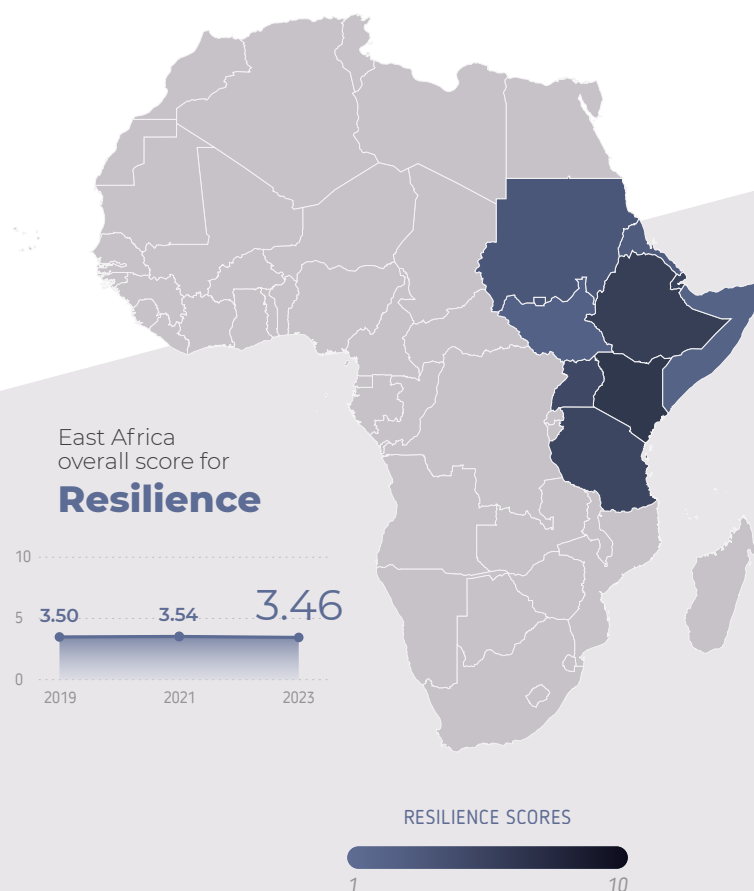 East Africa
overall score for
Resilience
10
5
0
3.50
3.54
3.46
2019
2021
2023
RESILIENCE SCORES
1
10